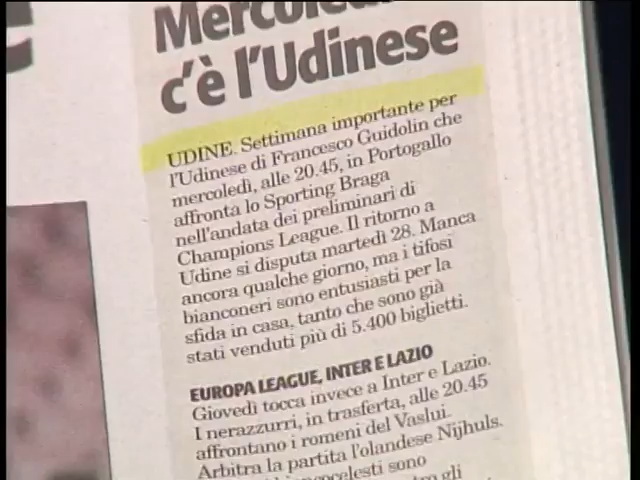 Mercoledì
c'è l'Udinese
UDINE. Settimana importante per
l'Udinese di Francesco Guidolin che
mercoledì, alle 20.45, in Portogallo
affronta lo Sporting Braga
nell'andata dei preliminari di
Champions League. Il ritorno a
Udine si disputa martedì 28. Manca
ancora qualche giorno, ma i tifosi
bianconeri sono entusiasti per la
sfida in casa, tanto che sono già
stati venduti più di 5.400 biglietti.
EUROPA LEAGUE, INTER E LAZIO
Giovedì tocca invece a Inter e Lazio.
I nerazzurri, in trasferta, alle 20.45
affrontano i romeni del Vaslui.
Arbitra la partita l'olandese Nijhuls.
sono
gli